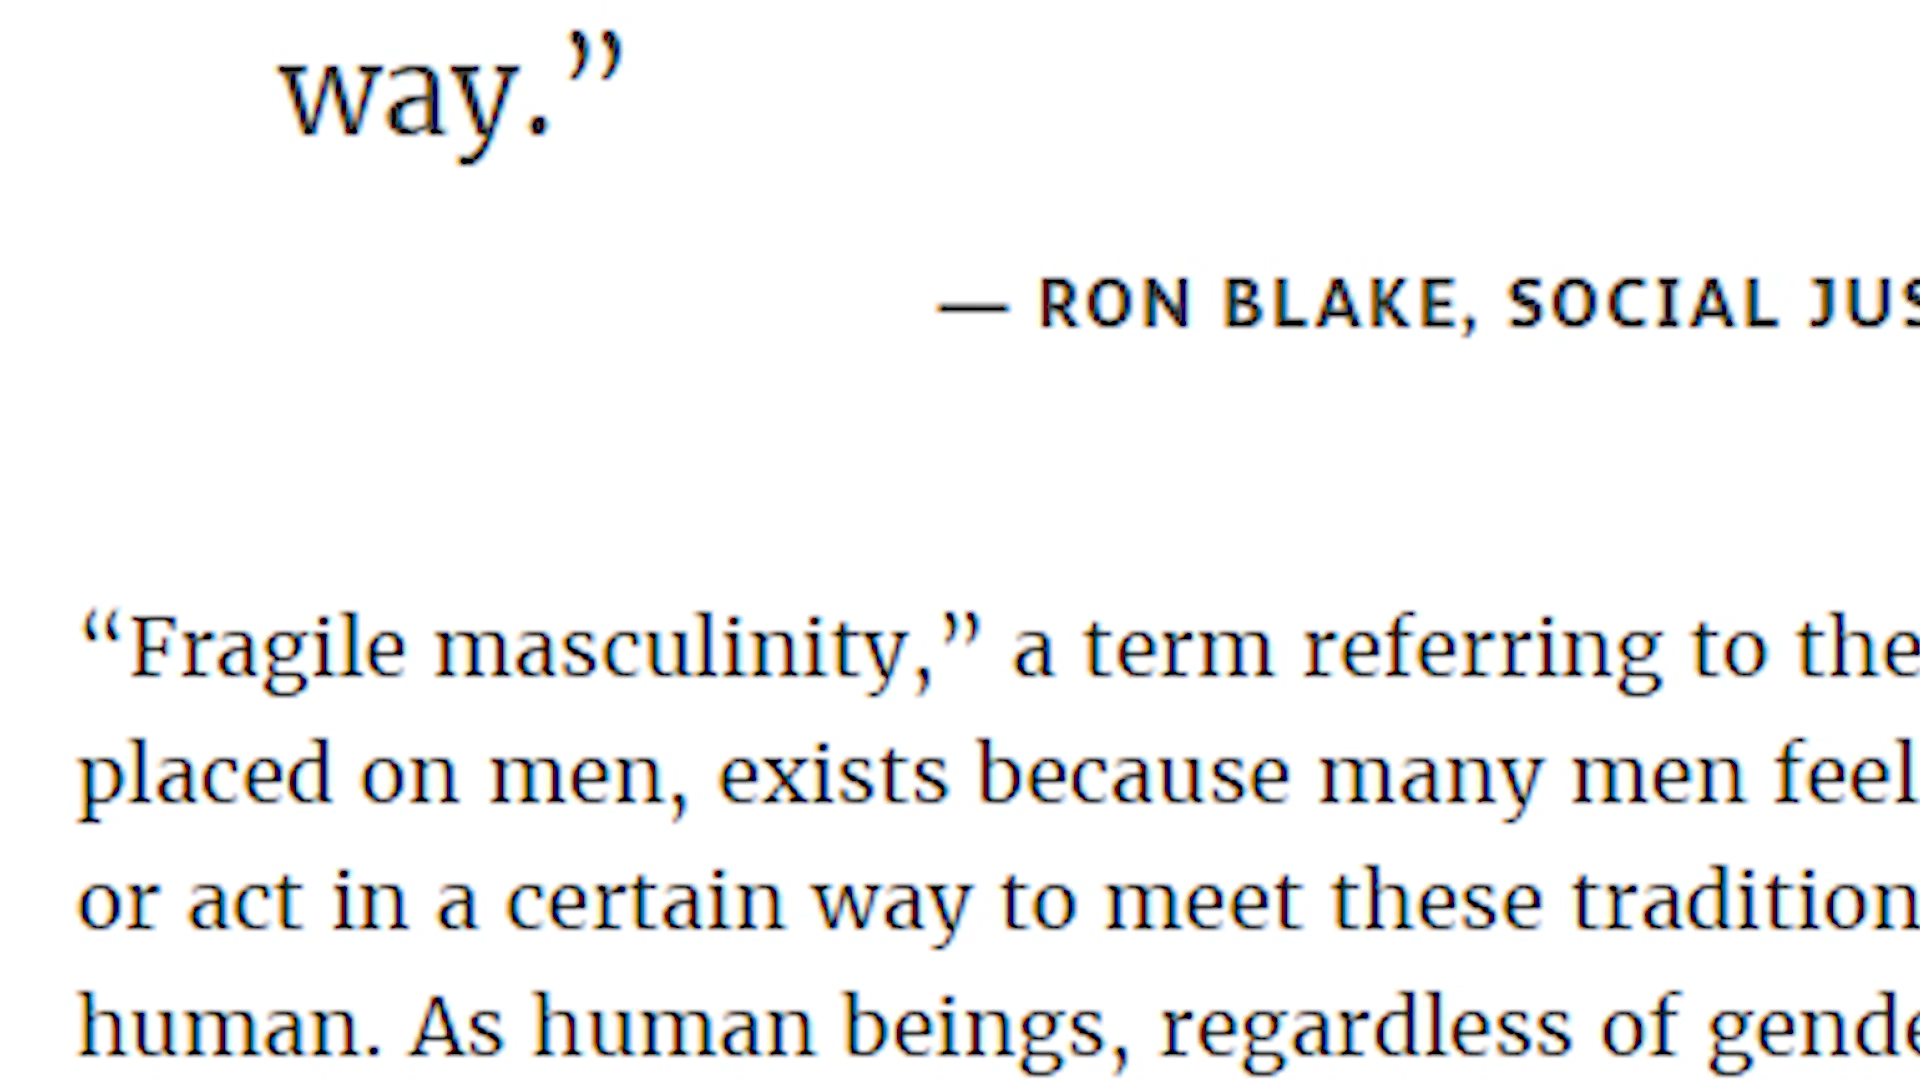 way.”
— RON BLAKE, SOCIAL JUS
“Fragile masculinity,” a term referring to the
placed on men, exists because many men feel
or act in a certain way to meet these tradition
human. As human beings, regardless of gende